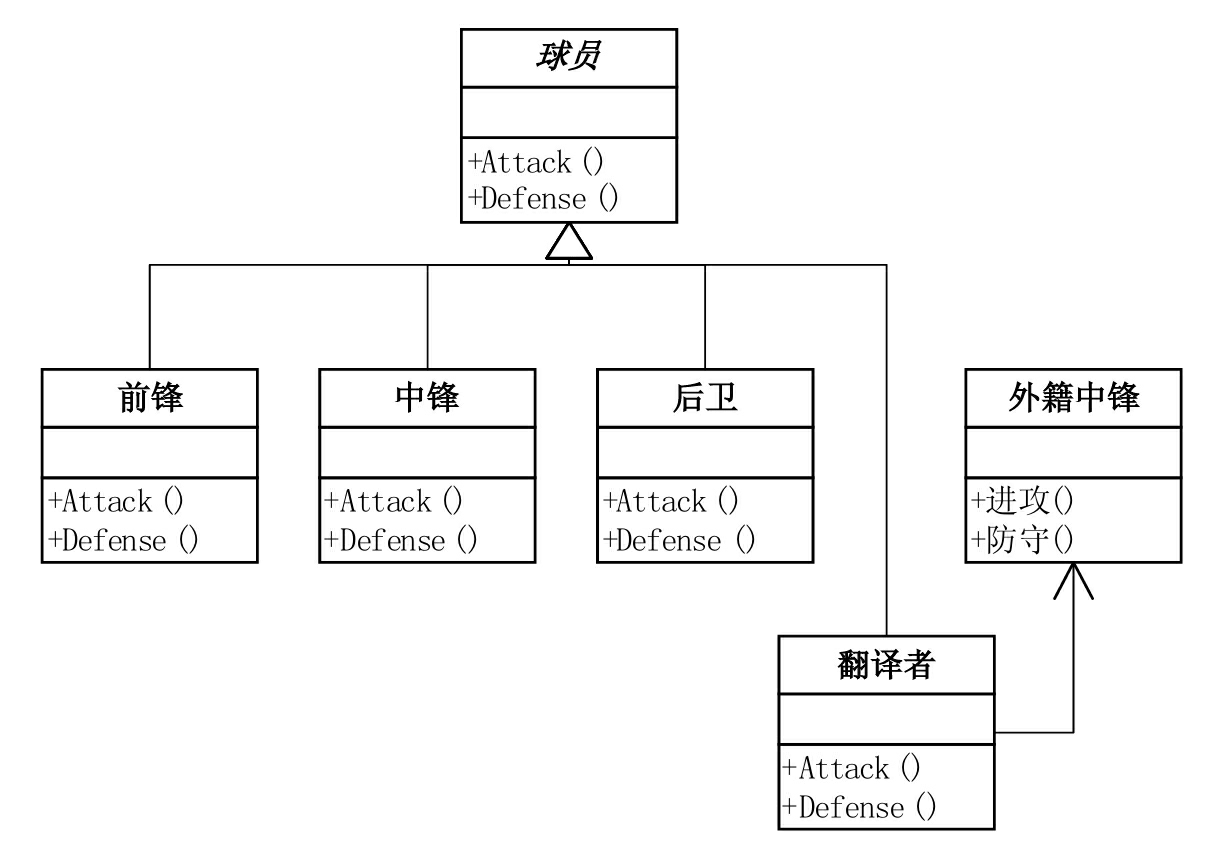 球员
+Attack()
+Defense()
前锋
+Attack()
+Defense()
中锋
+Attack()
+Defense()
后卫
+Attack()
+Defense()
外籍中锋
+进攻()
+防守()
翻译者
+Attack()
+Defense()